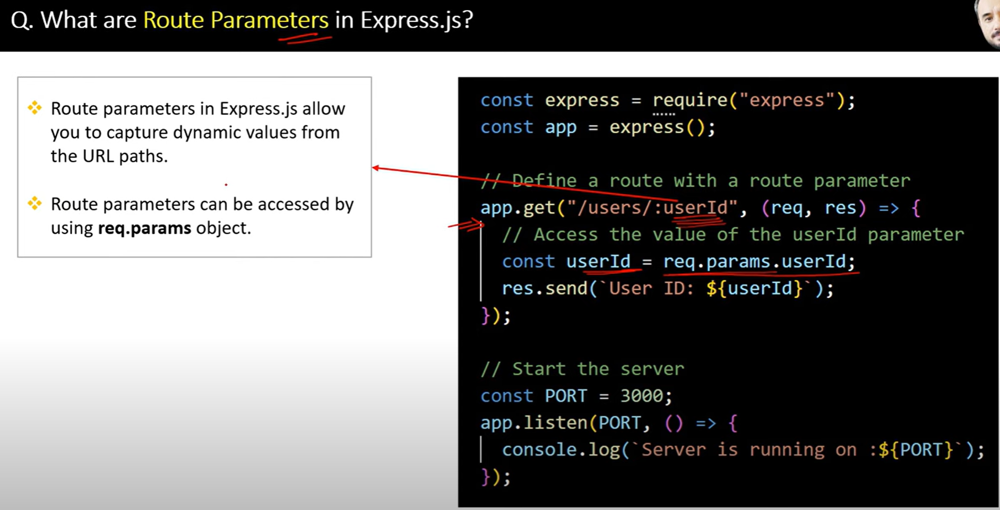 Q. What are Route Parameters in Express.js?
Route parameters in Express.js allow
you to capture dynamic values from
the URL paths.
Route parameters can be accessed by
using req.params object.
const express = require("express");
const app = express();
// Define a route with a route parameter
app.get("/users/:userId", (req, res) => {
// Access the value of the userId parameter
const userId = req.params.userId;
res.send(`User ID: ${userId}`);
});
// Start the server
const PORT = 3000;
app.listen(PORT, () => {
console.log(`Server is running on :${PORT}`);
});